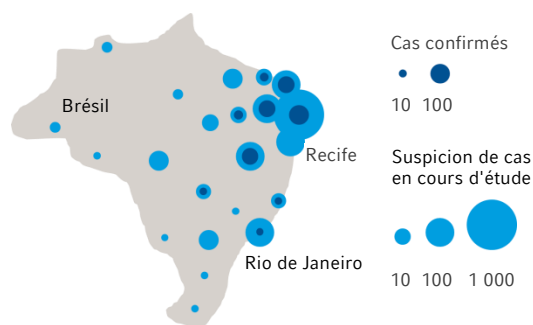 Brésil
Recife
Rio de Janeiro
Cas confirmés
10 100
Suspicion de cas
en cours d'étude
10 100 1 000